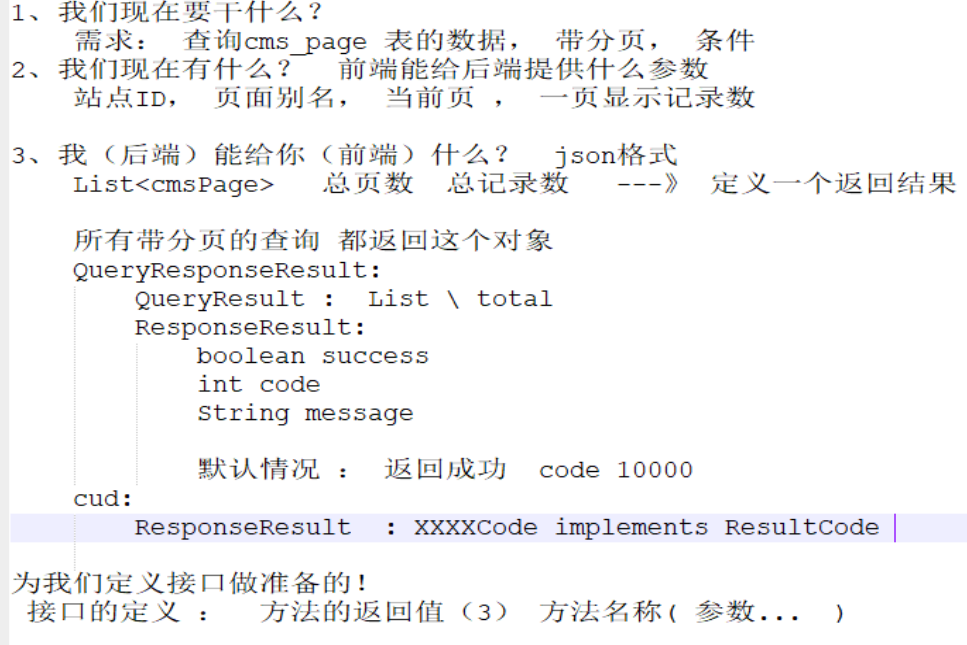 1、我们现在要干什么？
需求： 查询cms_page 表的数据， 带分页， 条件
2、我们现在有什么？ 前端能给后端提供什么参数
站点ID， 页面别名， 当前页 ， 一页显示记录数
3、我（后端）能给你（前端）什么？ json格式
List<cmsPage> 总页数 总记录数 ---》 定义一个返回结果
所有带分页的查询 都返回这个对象
QueryResponseResult:
QueryResult : List \ total
ResponseResult:
boolean success
int code
String message
默认情况 ： 返回成功 code 10000
cud:
ResponseResult : XXXXCode implements ResultCode
为我们定义接口做准备的！
接口的定义 ： 方法的返回值（3） 方法名称( 参数... )